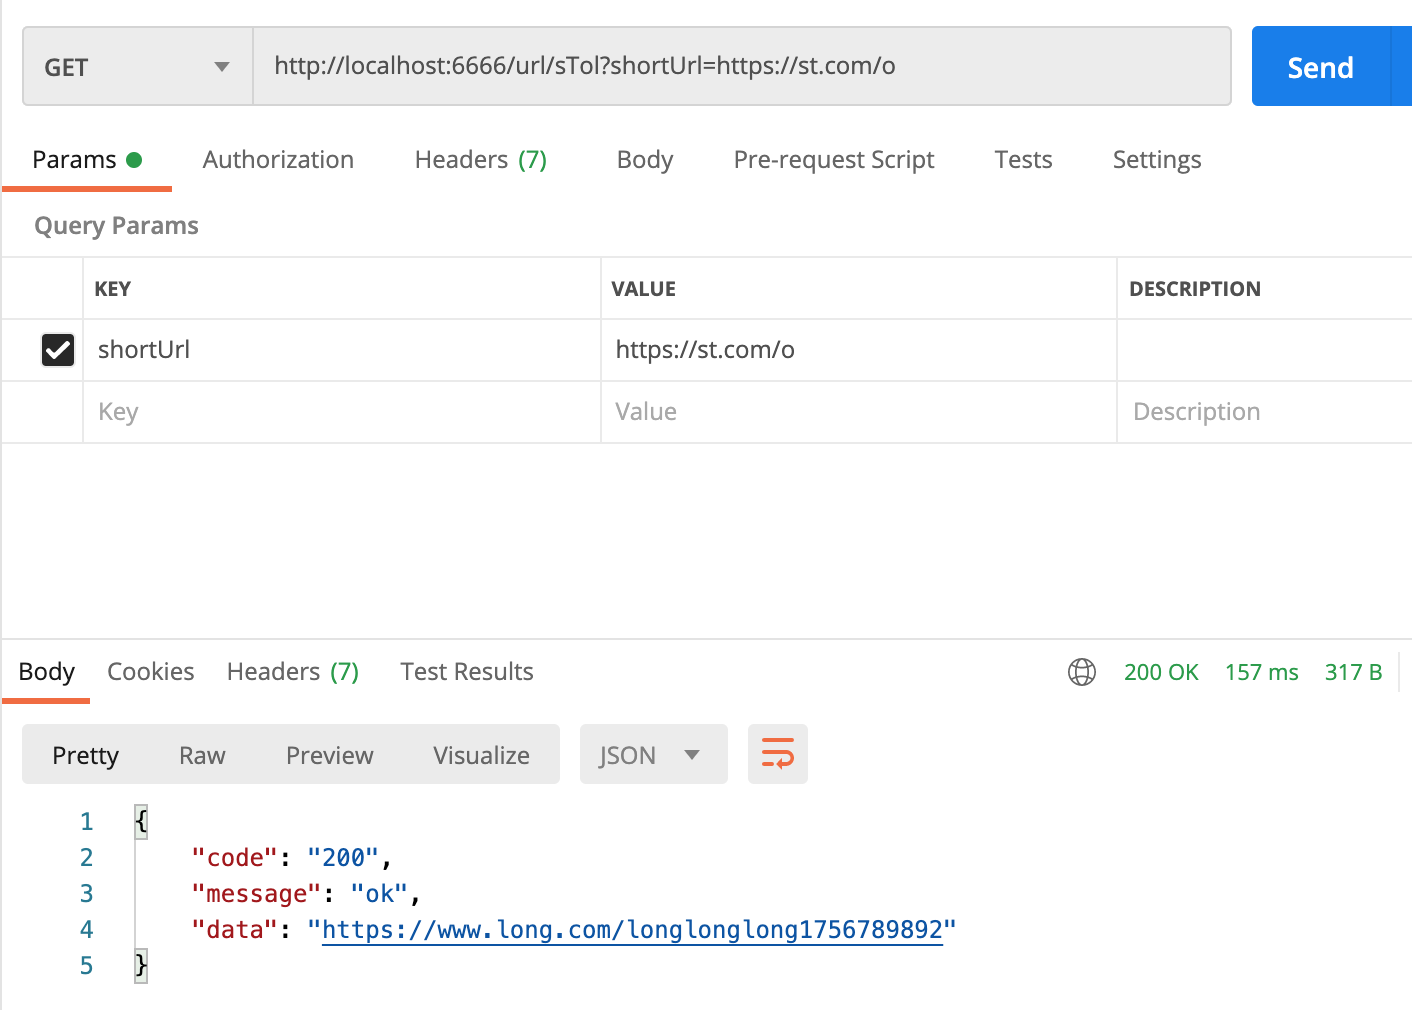 GET http://localhost:6666/url/sTol?shortUrl=https://st.com/o Send
Params Authorization Headers (7) Body Pre-request Script Tests Settings
Query Params
KEY VALUE DESCRIPTION
shortUrl https://st.com/o
Key Value Description
Body Cookies Headers (7) Test Results 200 OK 157 ms 317 B
Pretty Raw Preview Visualize JSON
1 {
2 "code": "200",
3 "message": "ok",
4 "data": "https://www.long.com/longlonglong1756789892"
5 }